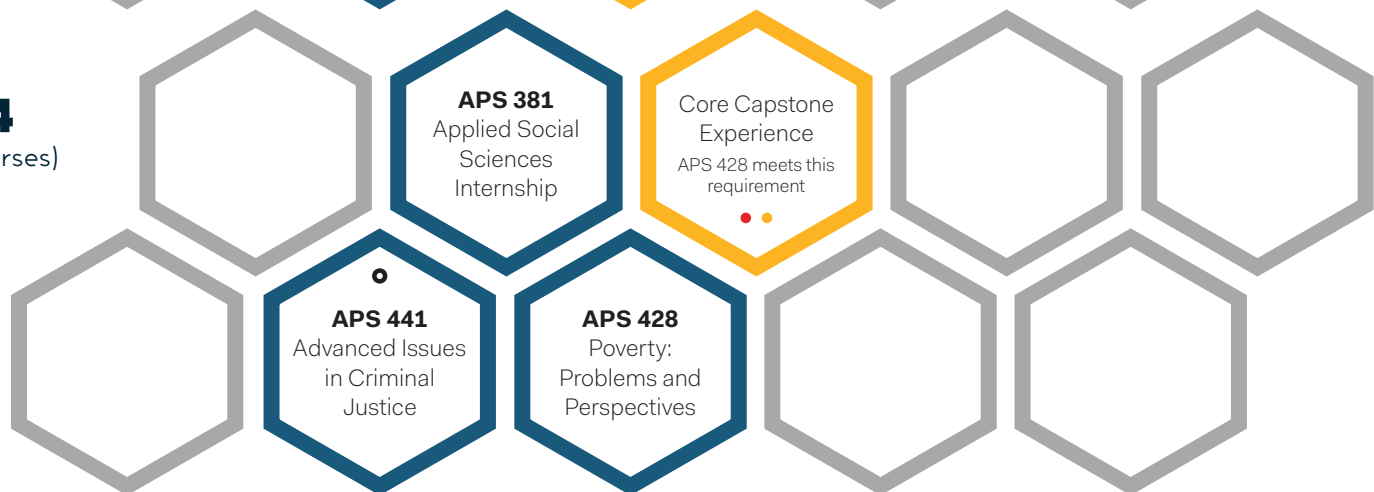 4
rses)
APS 381
Applied Social
Sciences
Internship
Core Capstone
Experience
APS 428 meets this
requirement
APS 441
Advanced Issues
in Criminal
Justice
APS 428
Poverty:
Problems and
Perspectives